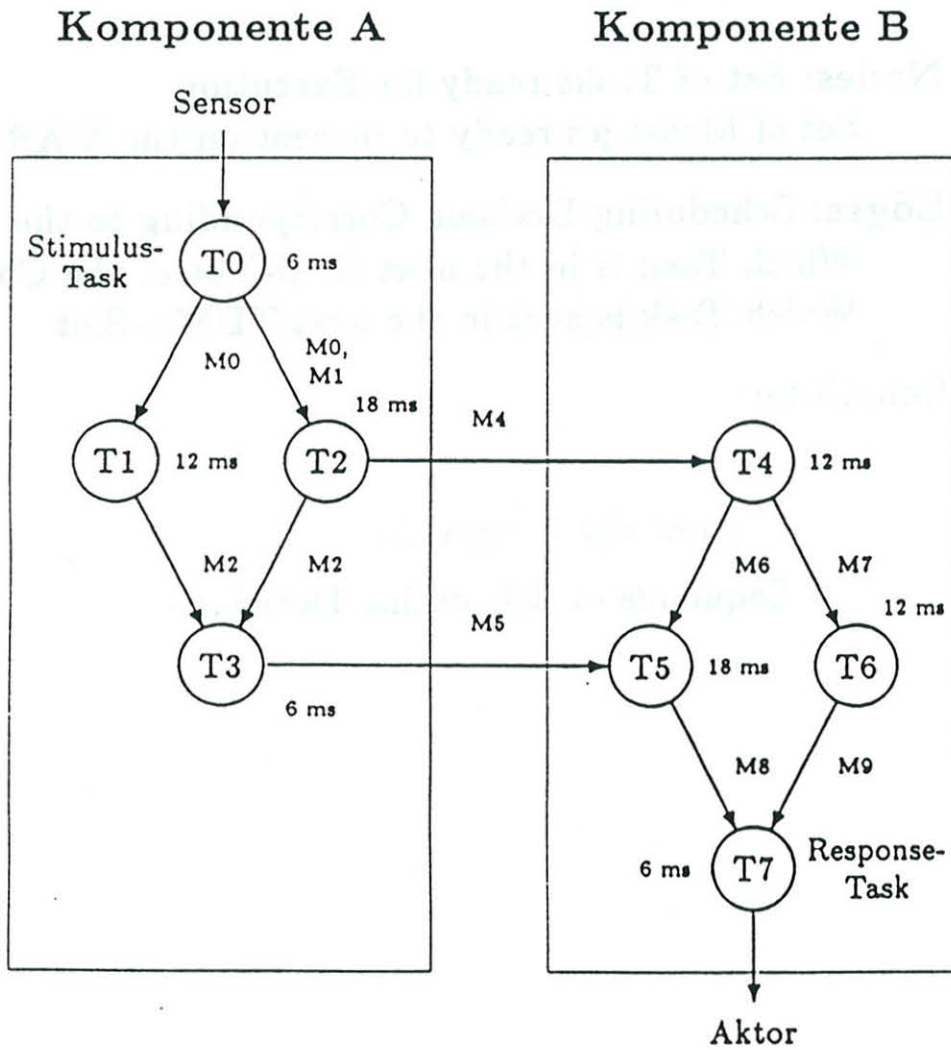 Komponente A
Komponente B
Sensor
Stimulus-
Task
T0
6 ms
M0
M0,
M1
18 ms
M4
T1
12 ms
T2
T4
12 ms
M2
M2
M6
M7
M5
12 ms
T3
6 ms
T5
18 ms
T6
M8
M9
6 ms
T7
Response-
Task
Aktor